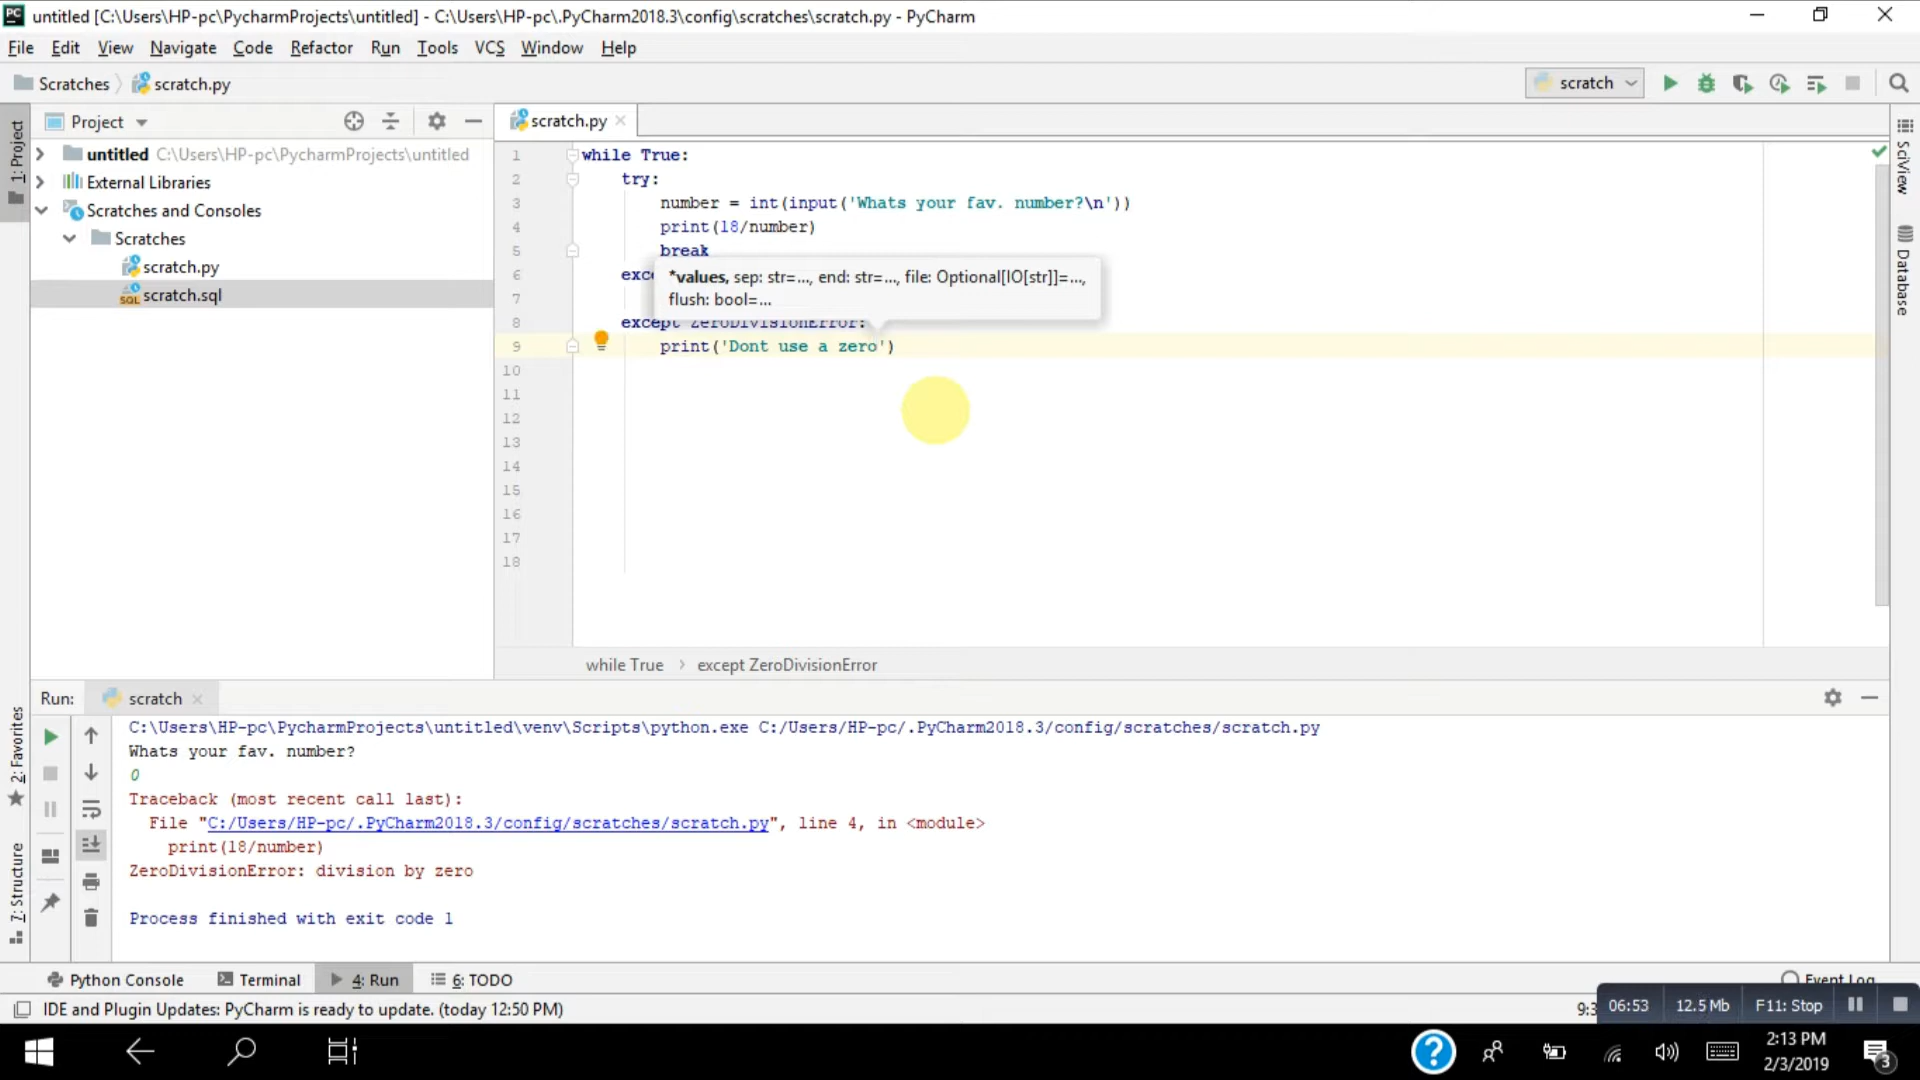 PC untitled [C:\Users\HP-pc\PycharmProjects\untitled] - C:\Users\HP-pc\.PyCharm2018.3\config\scratches\scratch.py - PyCharm
File Edit View Navigate Code Refactor Run Tools VCS Window Help
Scratches scratch.py scratch
1: Project
Project
untitled C:\Users\HP-pc\PycharmProjects\untitled
External Libraries
Scratches and Consoles
Scratches
scratch.py
SQL scratch.sql
scratch.py
1 while True:
2 try:
3 number = int(input('Whats your fav. number?\n'))
4 print(18/number)
5 break
6 exce
7
*values, sep: str=..., end: str=..., file: Optional[IO[str]]=...,
flush: bool=...
8 except ZeroDivisionError:
9 print('Dont use a zero')
10
11
12
13
14
15
16
17
18
while True > except ZeroDivisionError
SciView
Database
Run: scratch
C:\Users\HP-pc\PycharmProjects\untitled\venv\Scripts\python.exe C:/Users/HP-pc/.PyCharm2018.3/config/scratches/scratch.py
Whats your fav. number?
0
Traceback (most recent call last):
File "C:/Users/HP-pc/.PyCharm2018.3/config/scratches/scratch.py", line 4, in <module>
print(18/number)
ZeroDivisionError: division by zero
Process finished with exit code 1
2: Favorites
7: Structure
Python Console Terminal 4: Run 6: TODO Event Log
IDE and Plugin Updates: PyCharm is ready to update. (today 12:50 PM) 9:3
06:53 12.5 Mb F11: Stop
? 2:13 PM
2/3/2019
3